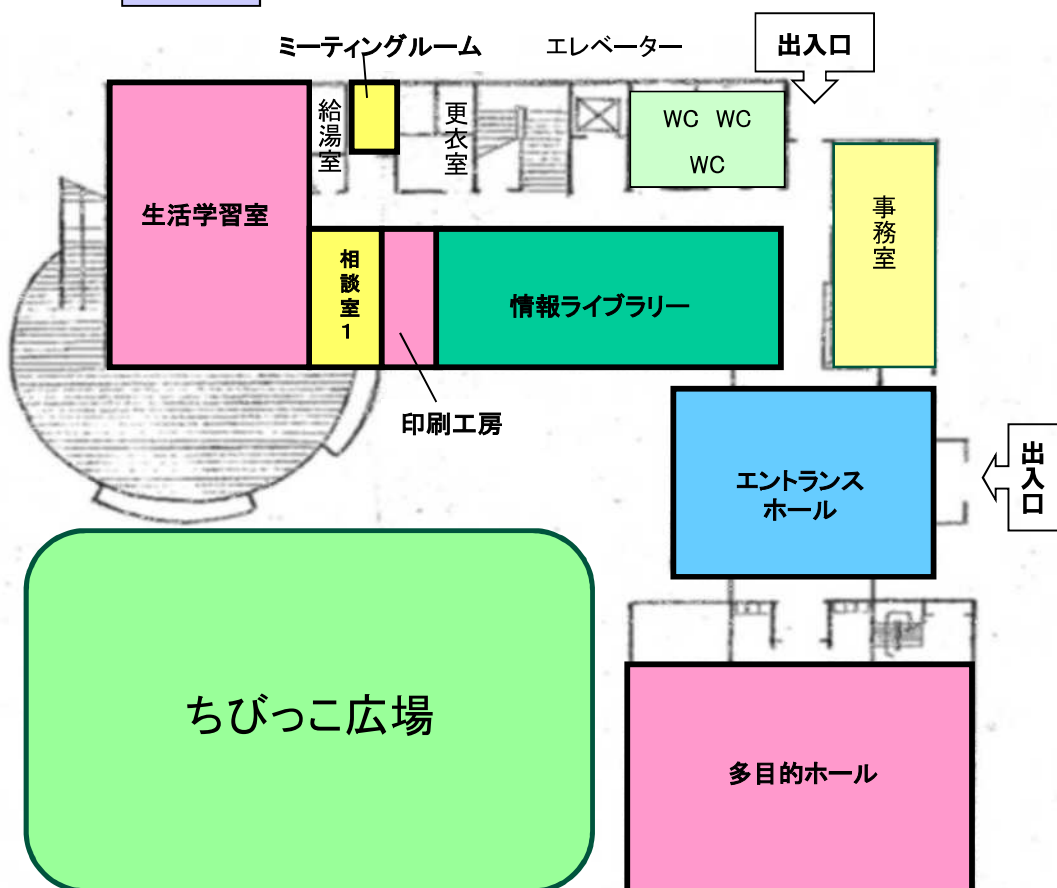 ミーティングルーム
エレベーター
出入口
給湯室
更衣室
WC WC
WC
生活学習室
事務室
相談室1
情報ライブラリー
印刷工房
エントランス
ホール
出入口
ちびっこ広場
多目的ホール